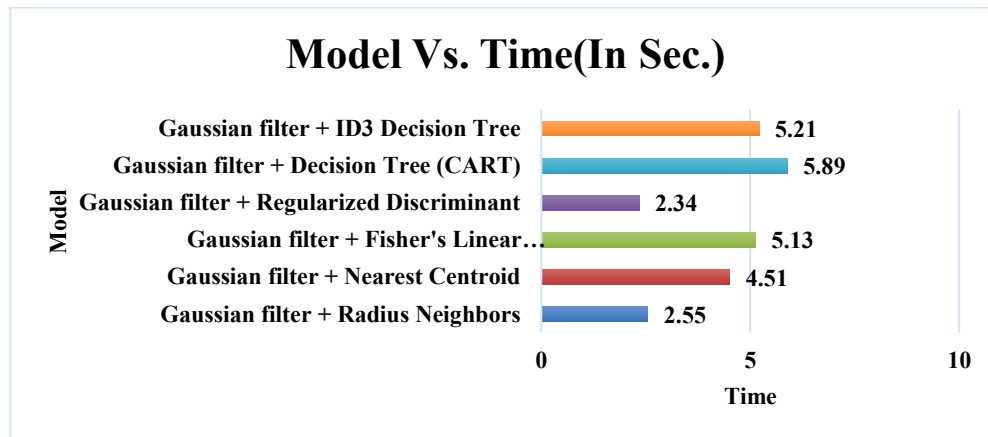 Model Vs. Time(In Sec.)
Gaussian filter + ID3 Decision Tree 5.21
Gaussian filter + Decision Tree (CART) 5.89
Gaussian filter + Regularized Discriminant 2.34
Gaussian filter + Fisher's Linear… 5.13
Gaussian filter + Nearest Centroid 4.51
Gaussian filter + Radius Neighbors 2.55
Model
0 5 10
Time